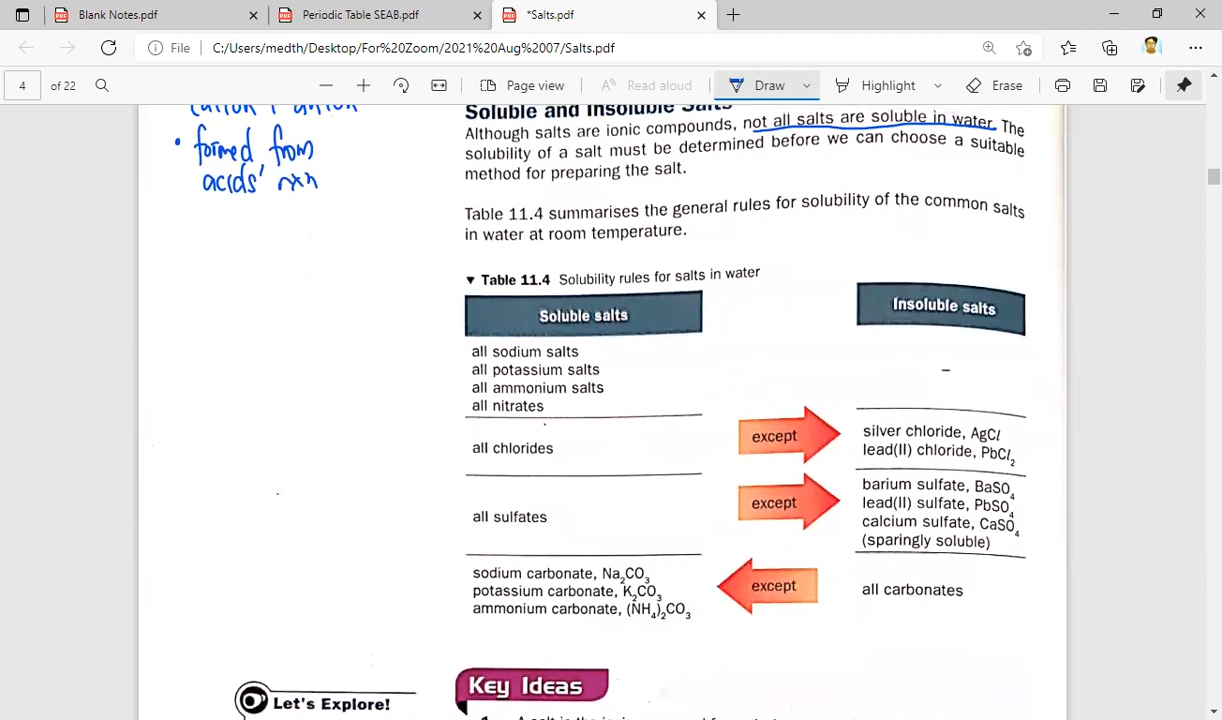 Blank Notes.pdf
Periodic Table SEAB.pdf
*Salts.pdf
File
C:/Users/medth/Desktop/For%20Zoom/2021%20Aug%2007/Salts.pdf
4 of 22
Page view
Read aloud
Draw
Highlight
Erase
• formed from
acids' rxn
Soluble and Insoluble Salts
Although salts are ionic compounds, not all salts are soluble in water. The
solubility of a salt must be determined before we can choose a suitable
method for preparing the salt.
Table 11.4 summarises the general rules for solubility of the common salts
in water at room temperature.
▼ Table 11.4 Solubility rules for salts in water
Soluble salts
Insoluble salts
all sodium salts
all potassium salts
all ammonium salts
all nitrates
–
all chlorides
except
silver chloride, AgCl
lead(II) chloride, PbCl₂
all sulfates
except
barium sulfate, BaSO₄
lead(II) sulfate, PbSO₄
calcium sulfate, CaSO₄
(sparingly soluble)
sodium carbonate, Na₂CO₃
potassium carbonate, K₂CO₃
ammonium carbonate, (NH₄)₂CO₃
except
all carbonates
Let's Explore!
Key Ideas